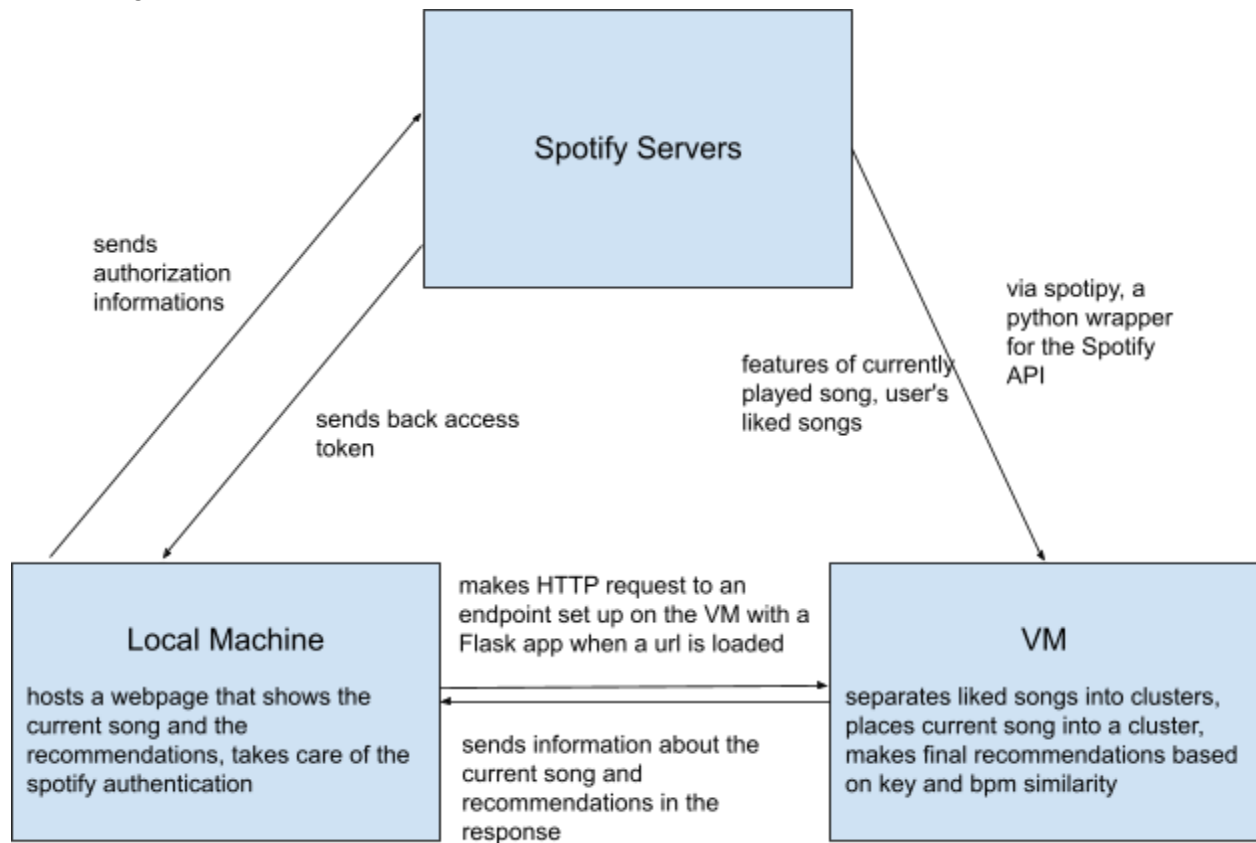 Spotify Servers
sends
authorization
informations
via spotipy, a
python wrapper
for the Spotify
API
features of currently
played song, user's
liked songs
sends back access
token
makes HTTP request to an
endpoint set up on the VM with a
Flask app when a url is loaded
Local Machine
hosts a webpage that shows the
current song and the
recommendations, takes care of the
spotify authentication
VM
separates liked songs into clusters,
places current song into a cluster,
makes final recommendations based
on key and bpm similarity
sends information about the
current song and
recommendations in the
response